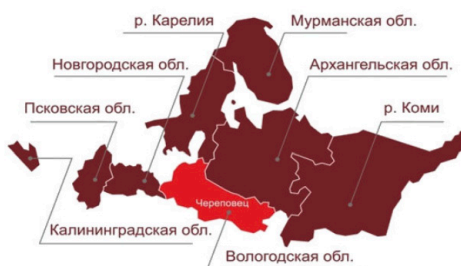 р. Карелия
Мурманская обл.
Новгородская обл.
Архангельская обл.
Псковская обл.
р. Коми
Череповец
Калининградская обл.
Вологодская обл.